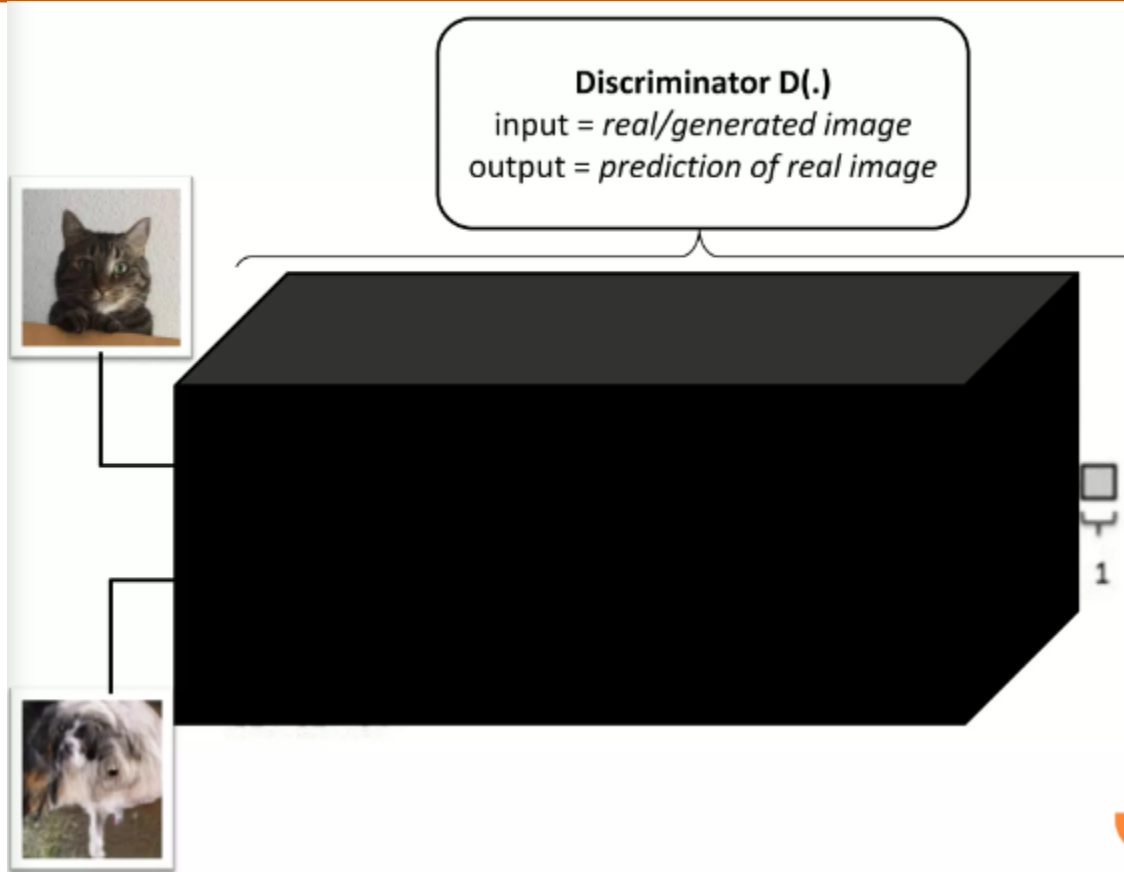 Discriminator D(.)
input = real/generated image
output = prediction of real image
1